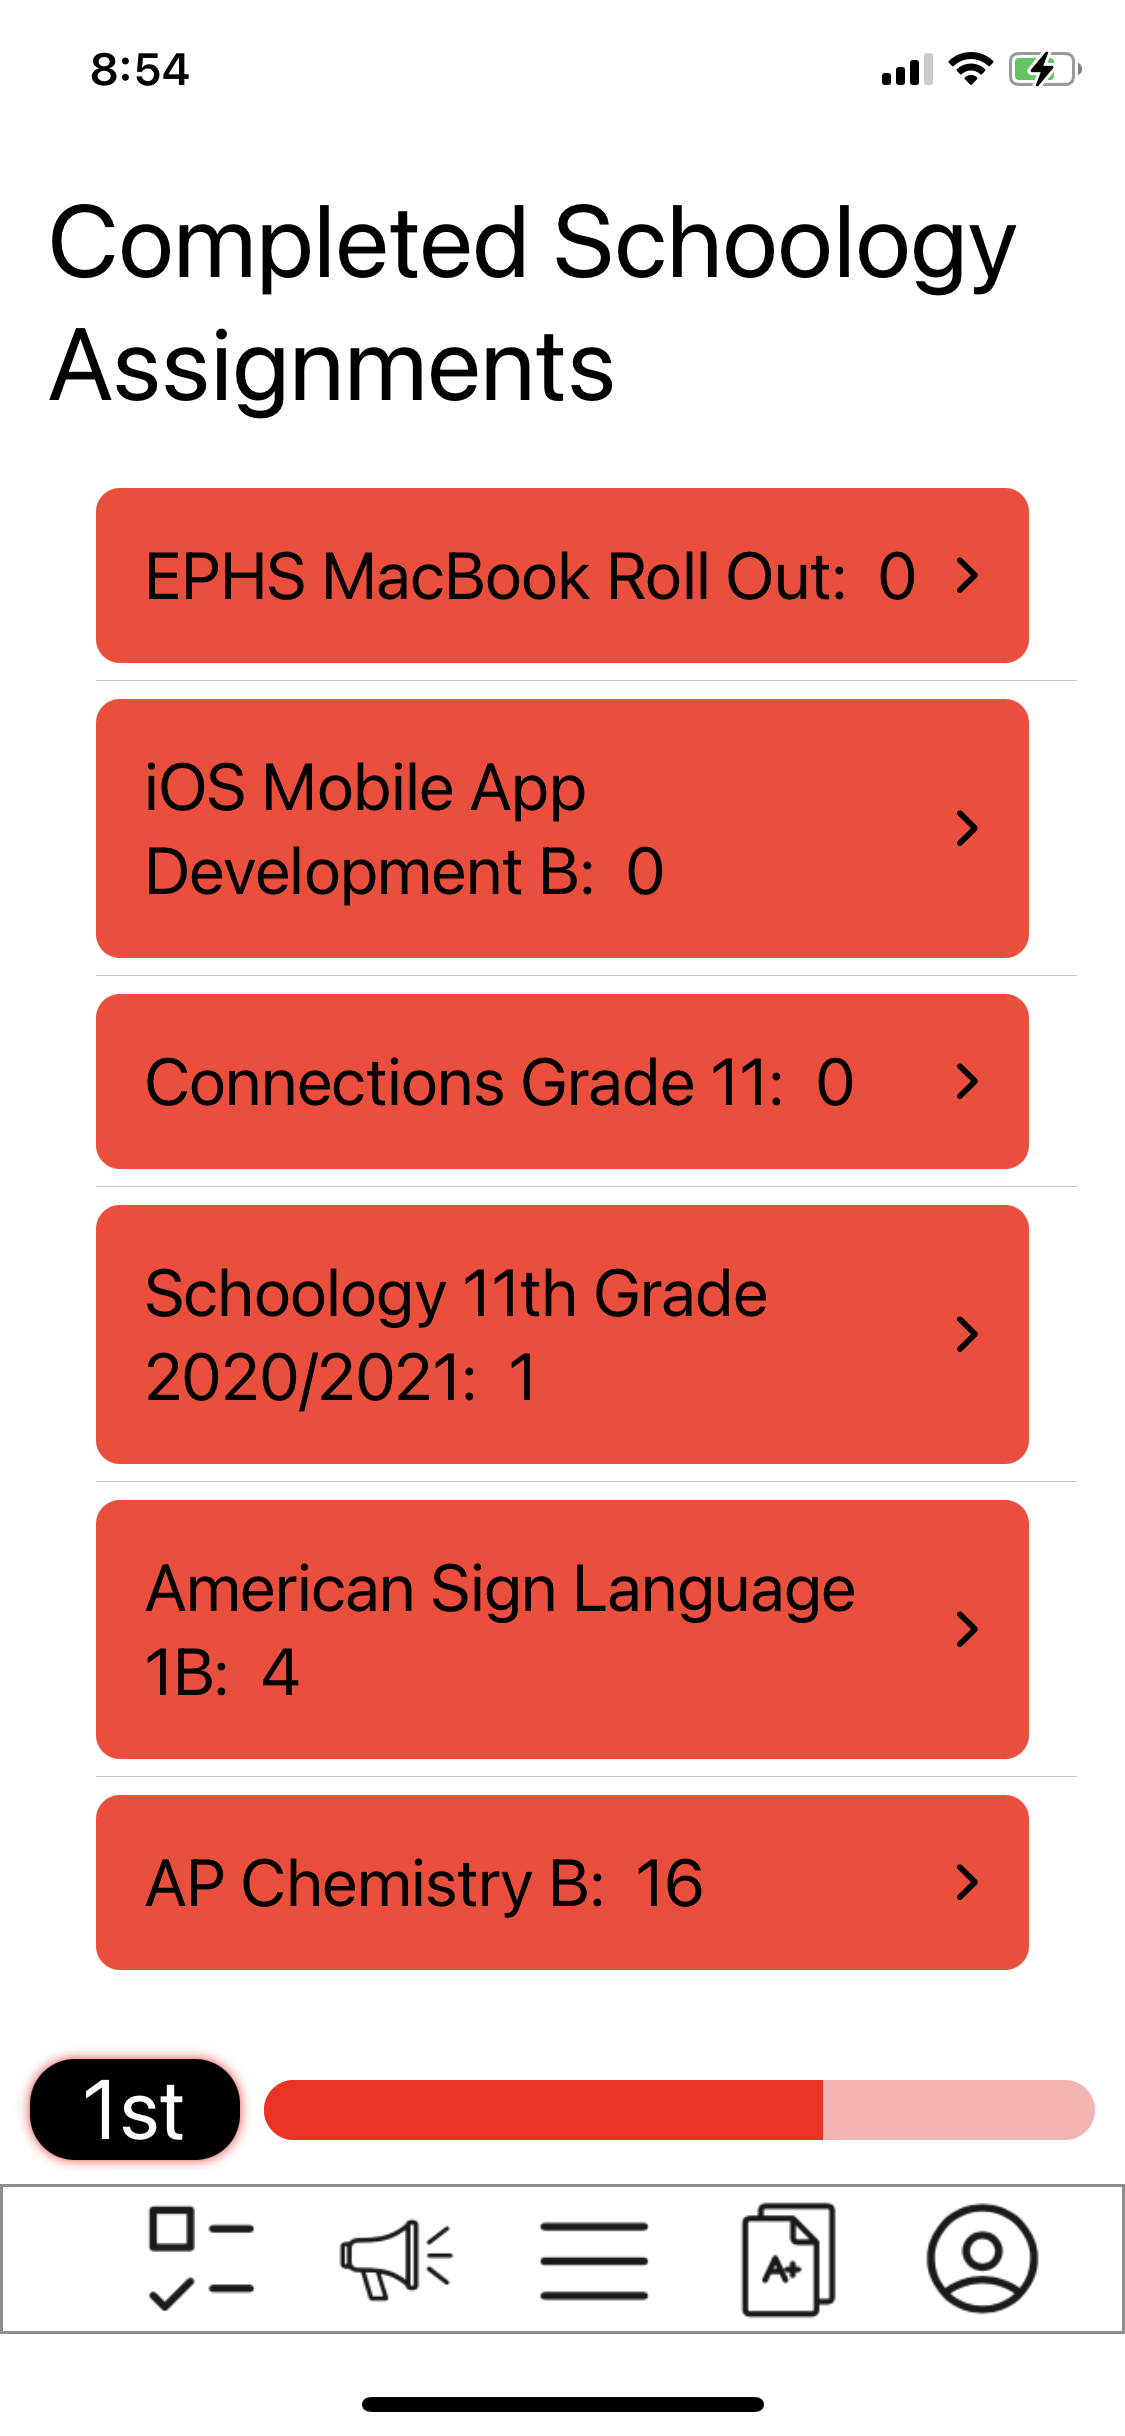 8:54
Completed Schoology
Assignments
EPHS MacBook Roll Out: 0
iOS Mobile App
Development B: 0
Connections Grade 11: 0
Schoology 11th Grade
2020/2021: 1
American Sign Language
1B: 4
AP Chemistry B: 16
1st
A+